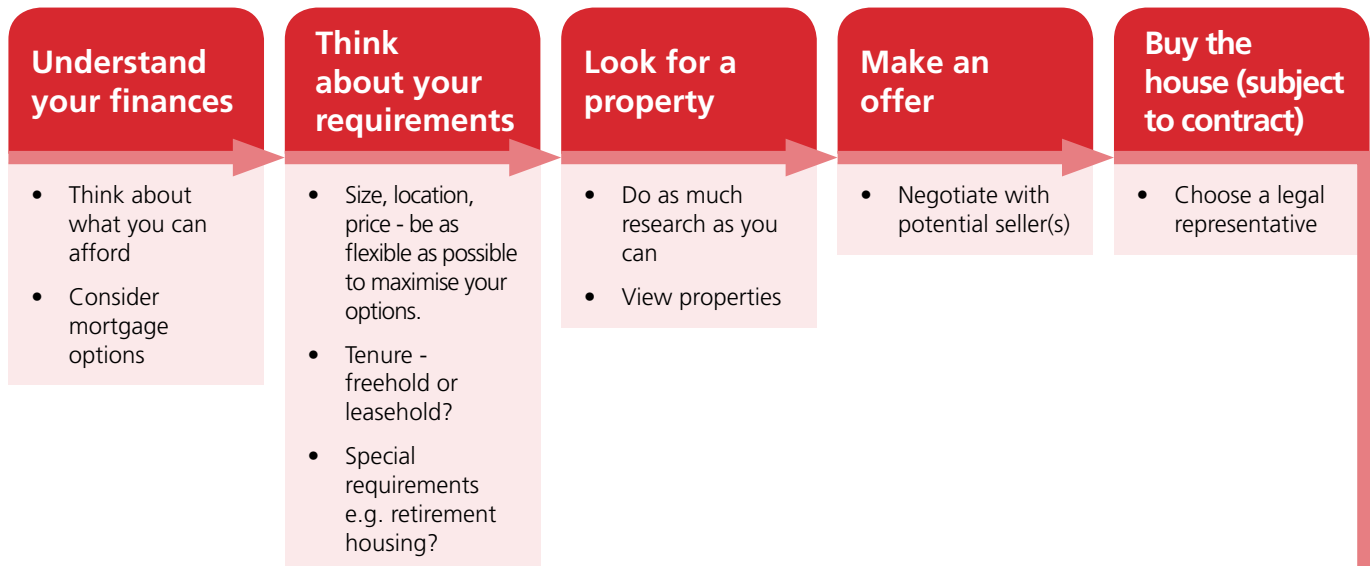 Understand
your finances
• Think about
what you can
afford
• Consider
mortgage
options
Think
about your
requirements
• Size, location,
price - be as
flexible as possible
to maximise your
options.
• Tenure -
freehold or
leasehold?
• Special
requirements
e.g. retirement
housing?
Look for a
property
• Do as much
research as you
can
• View properties
Make an
offer
• Negotiate with
potential seller(s)
Buy the
house (subject
to contract)
• Choose a legal
representative